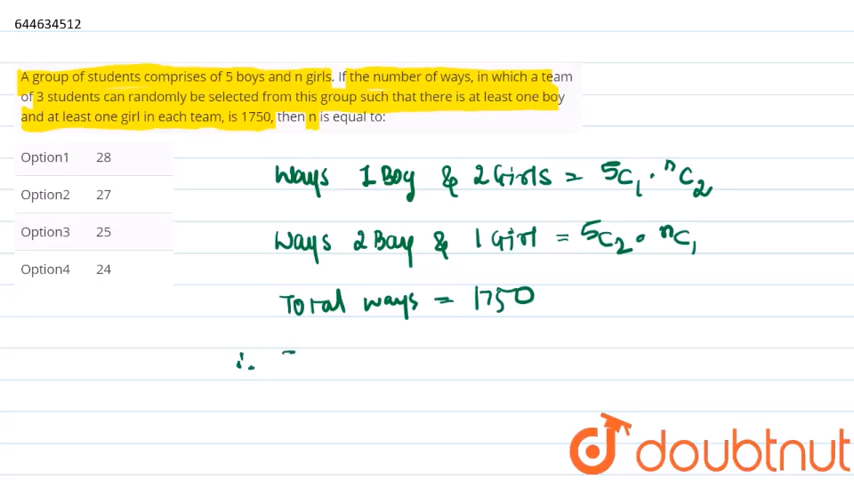 644634512
A group of students comprises of 5 boys and n girls. If the number of ways, in which a team
of 3 students can randomly be selected from this group such that there is at least one boy
and at least one girl in each team, is 1750, then n is equal to:
Option1 28
Option2 27
Option3 25
Option4 24
Ways 1 Boy & 2 Girls = 5C1 . nC2
Ways 2 Boy & 1 Girl = 5C2 . nC1
Total ways = 1750
∴
doubtnut